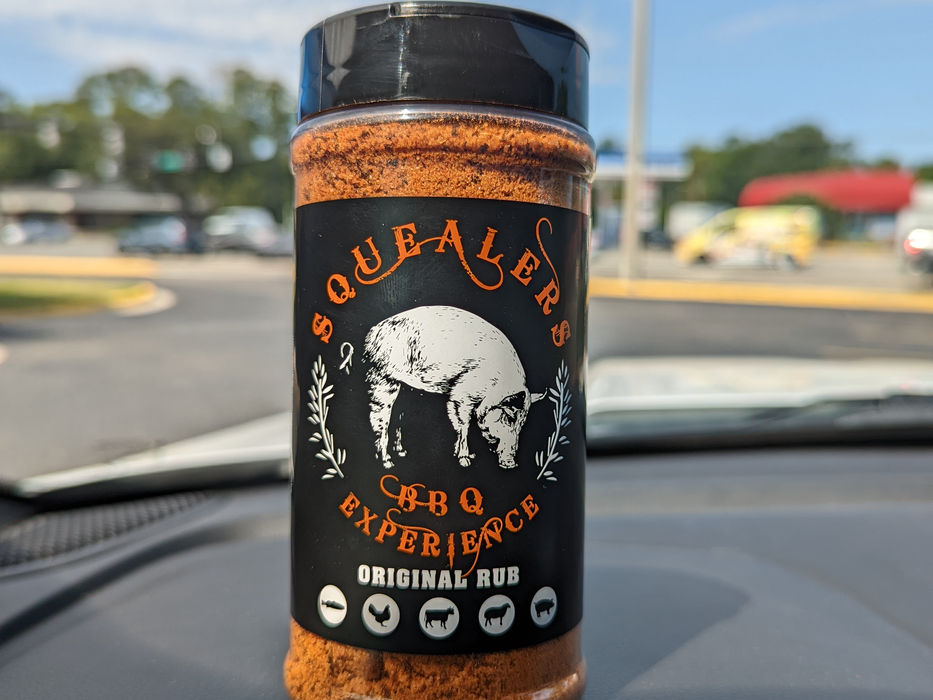 SQUEALERS
BBQ
EXPERIENCE
ORIGINAL RUB